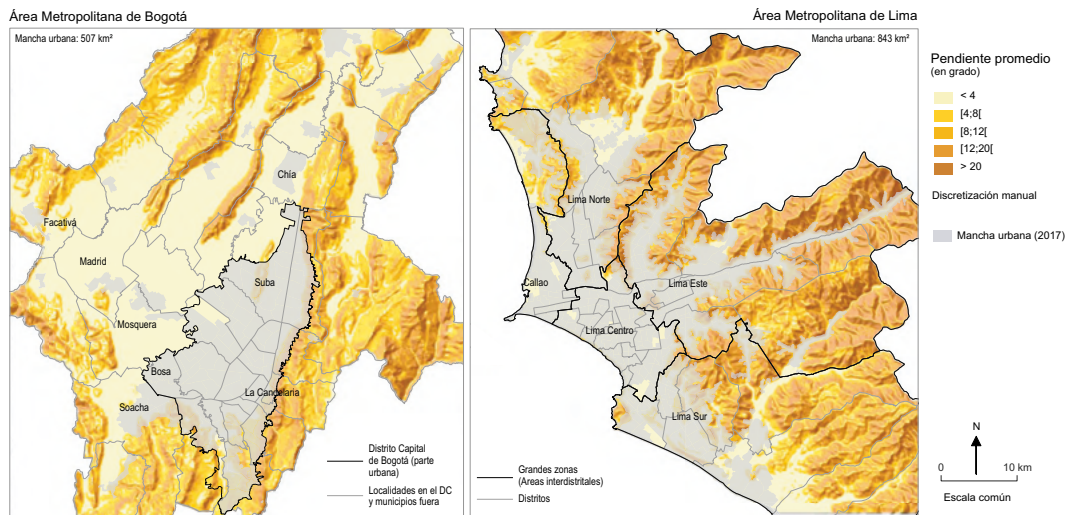 Área Metropolitana de Bogotá
Mancha urbana: 507 km²
Chía
Facativá
Madrid
Suba
Mosquera
Bosa
La Candelaria
Soacha
Distrito Capital
de Bogotá (parte
urbana)
Localidades en el DC
y municipios fuera
Área Metropolitana de Lima
Mancha urbana: 843 km²
Lima Norte
Callao
Lima Este
Lima Centro
Lima Sur
Grandes zonas
(Areas interdistritales)
Distritos
Pendiente promedio
(en grado)
< 4
[4;8[
[8;12[
[12;20[
> 20
Discretización manual
Mancha urbana (2017)
N
0 10 km
Escala común